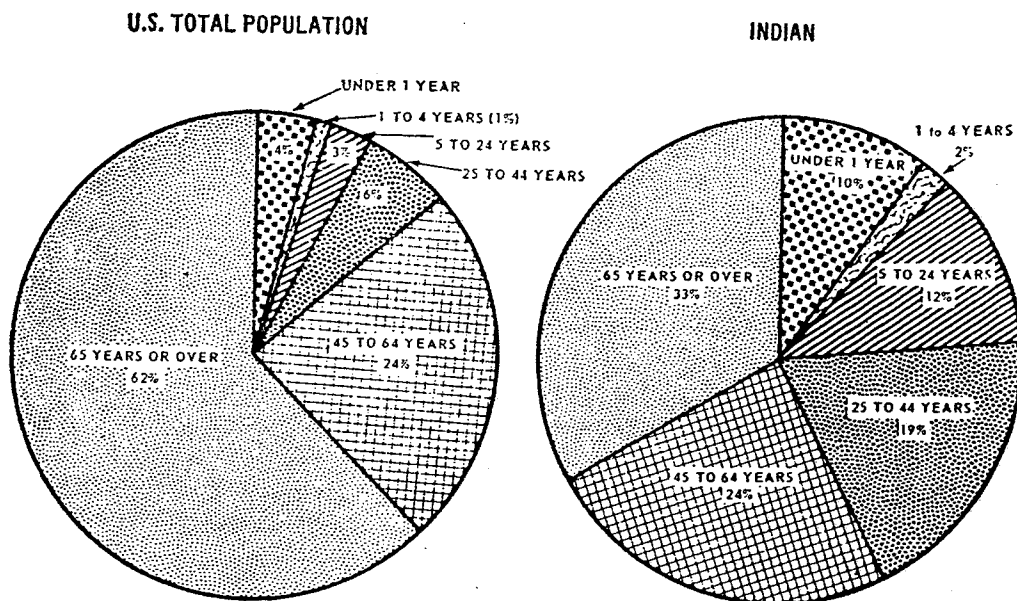 U.S. TOTAL POPULATION
UNDER 1 YEAR
1 TO 4 YEARS (1%)
5 TO 24 YEARS
25 TO 44 YEARS
4%
3%
6%
45 TO 64 YEARS
24%
65 YEARS OR OVER
62%
INDIAN
1 to 4 YEARS
2%
UNDER 1 YEAR
10%
5 TO 24 YEARS
12%
25 TO 44 YEARS
19%
45 TO 64 YEARS
24%
65 YEARS OR OVER
33%